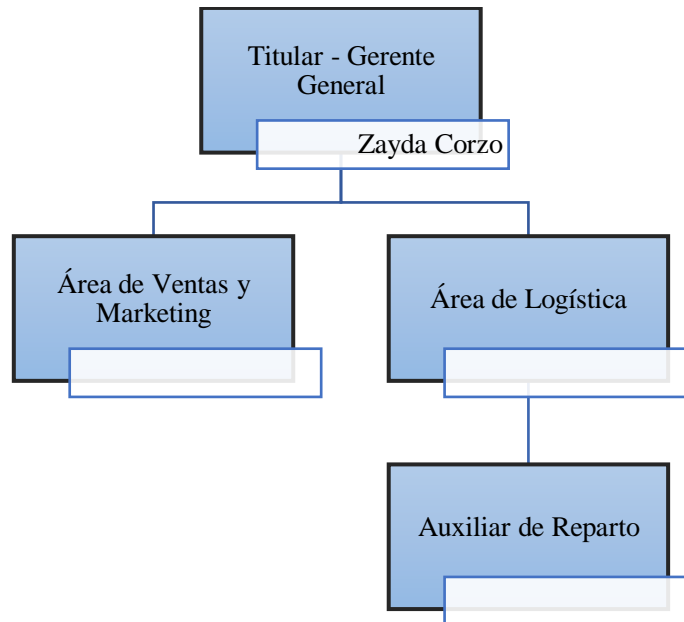 Titular - Gerente
General
Zayda Corzo
Área de Ventas y
Marketing
Área de Logística
Auxiliar de Reparto